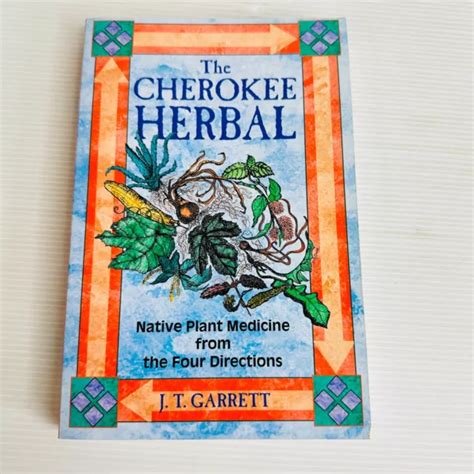 The
CHEROKEE
HERBAL
Native Plant Medicine
from
the Four Directions
J. T. GARRETT